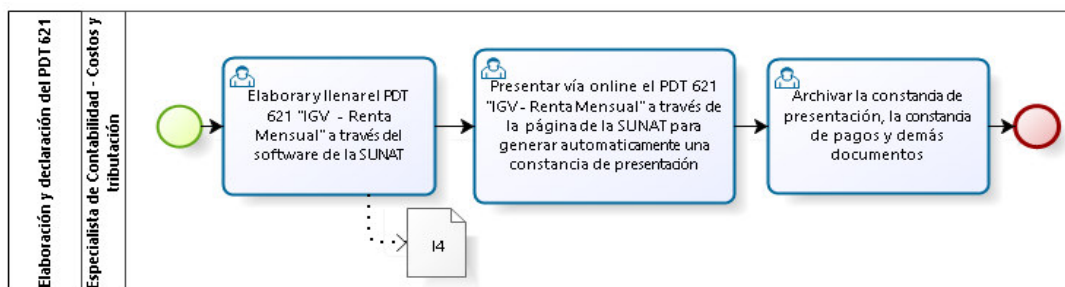 Elaboración y declaración del PDT 621
Especialista de Contabilidad - Costos y
tributación
Elaborar y llenar el PDT
621 "IGV - Renta
Mensual" a través del
software de la SUNAT
I4
Presentar vía online el PDT 621
"IGV - Renta Mensual" a través de
la página de la SUNAT para
generar automaticamente una
constancia de presentación
Archivar la constancia de
presentación, la constancia
de pagos y demás
documentos